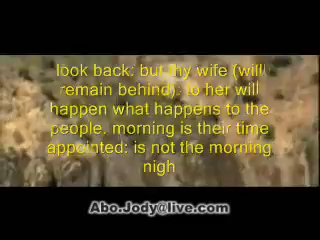 look back: but thy wife (will
remain behind): to her will
happen what happens to the
people. morning is their time
appointed: is not the morning
nigh
Abo.Jody@live.com